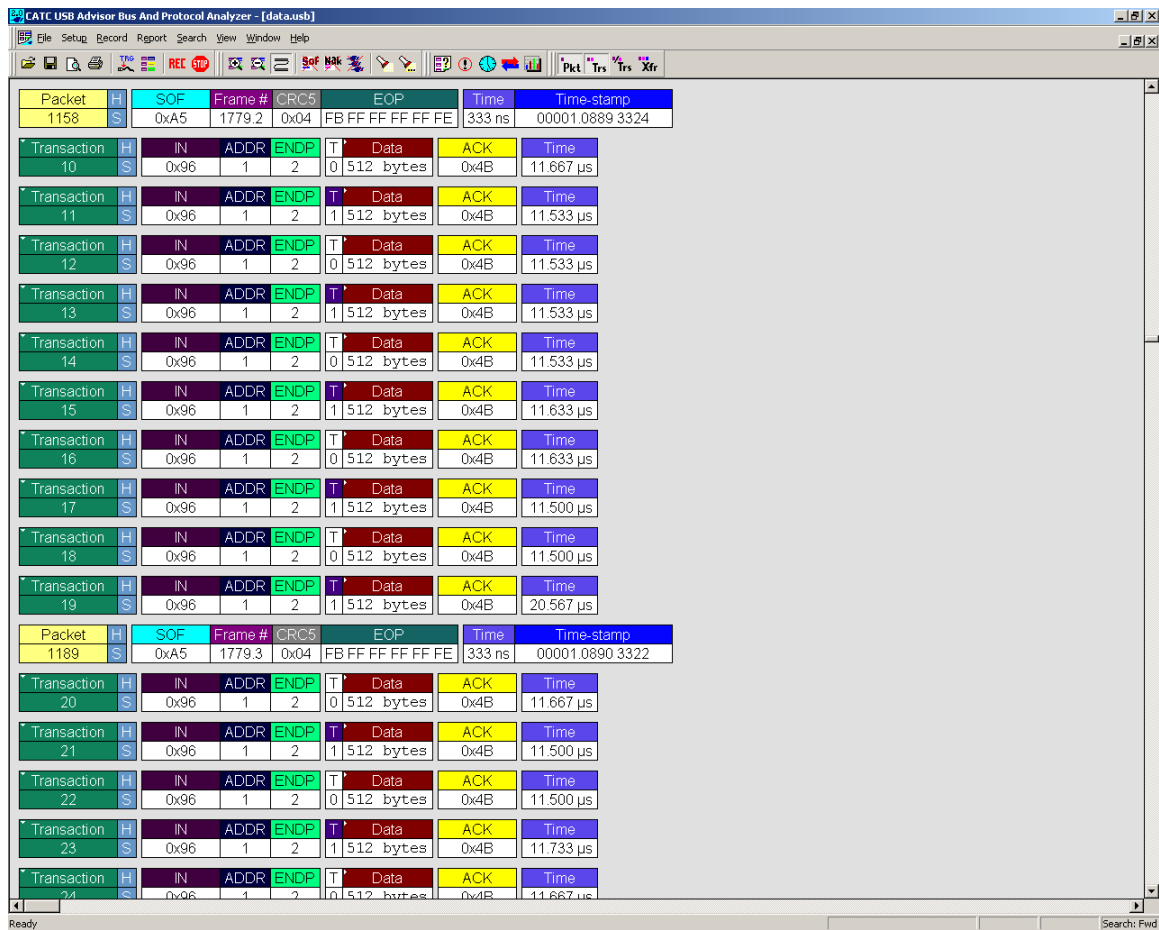 CATC USB Advisor Bus And Protocol Analyzer - [data.usb]
File Setup Record Report Search View Window Help
TRG REC STOP Sof Nak Pkt Trs Trs Xfr
Packet H SOF Frame # CRC5 EOP Time Time-stamp
1158 S 0xA5 1779.2 0x04 FB FF FF FF FF FE 333 ns 00001.0889 3324
Transaction H IN ADDR ENDP T Data ACK Time
10 S 0x96 1 2 0 512 bytes 0x4B 11.667 µs
Transaction H IN ADDR ENDP T Data ACK Time
11 S 0x96 1 2 1 512 bytes 0x4B 11.533 µs
Transaction H IN ADDR ENDP T Data ACK Time
12 S 0x96 1 2 0 512 bytes 0x4B 11.533 µs
Transaction H IN ADDR ENDP T Data ACK Time
13 S 0x96 1 2 1 512 bytes 0x4B 11.533 µs
Transaction H IN ADDR ENDP T Data ACK Time
14 S 0x96 1 2 0 512 bytes 0x4B 11.533 µs
Transaction H IN ADDR ENDP T Data ACK Time
15 S 0x96 1 2 1 512 bytes 0x4B 11.633 µs
Transaction H IN ADDR ENDP T Data ACK Time
16 S 0x96 1 2 0 512 bytes 0x4B 11.633 µs
Transaction H IN ADDR ENDP T Data ACK Time
17 S 0x96 1 2 1 512 bytes 0x4B 11.500 µs
Transaction H IN ADDR ENDP T Data ACK Time
18 S 0x96 1 2 0 512 bytes 0x4B 11.500 µs
Transaction H IN ADDR ENDP T Data ACK Time
19 S 0x96 1 2 1 512 bytes 0x4B 20.567 µs
Packet H SOF Frame # CRC5 EOP Time Time-stamp
1189 S 0xA5 1779.3 0x04 FB FF FF FF FF FE 333 ns 00001.0890 3322
Transaction H IN ADDR ENDP T Data ACK Time
20 S 0x96 1 2 0 512 bytes 0x4B 11.667 µs
Transaction H IN ADDR ENDP T Data ACK Time
21 S 0x96 1 2 1 512 bytes 0x4B 11.500 µs
Transaction H IN ADDR ENDP T Data ACK Time
22 S 0x96 1 2 0 512 bytes 0x4B 11.500 µs
Transaction H IN ADDR ENDP T Data ACK Time
23 S 0x96 1 2 1 512 bytes 0x4B 11.733 µs
Transaction H IN ADDR ENDP T Data ACK Time
24 S 0x96 1 2 0 512 bytes 0x4B 11.667 µs
Ready Search: Fwd